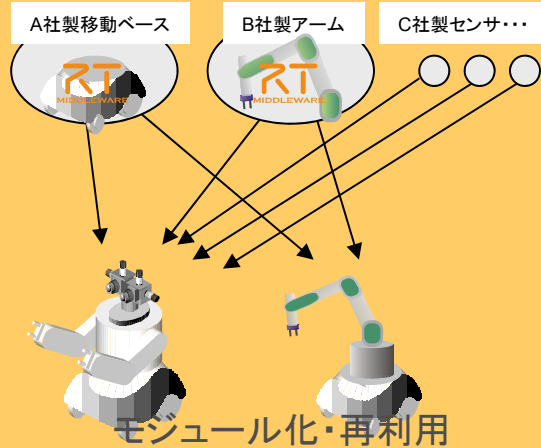 A社製移動ベース
B社製アーム
C社製センサ・・・
RT
MIDDLEWARE
RT
MIDDLEWARE
モジュール化・再利用